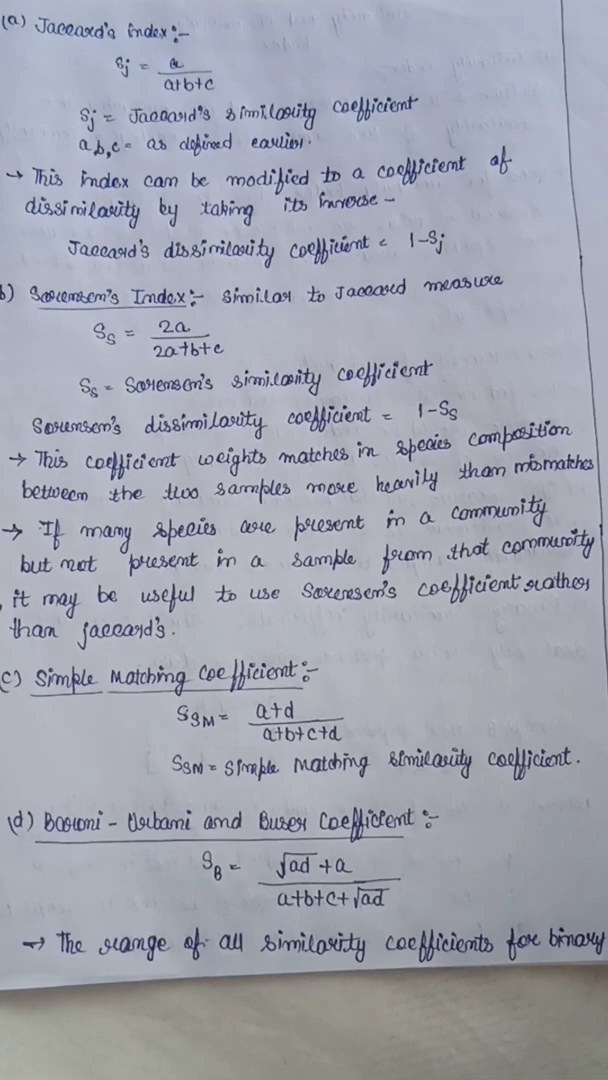 (a) Jaccard's index:-
Sj = a/a+b+c
Sj = Jaccard's similarity coefficient
a,b,c = as defined earlier.
→ This index can be modified to a coefficient of
dissimilarity by taking its inverse -
Jaccard's dissimilarity coefficient = 1-Sj
b) Sorensen's Index:- similar to Jaccard measure
Ss = 2a/2a+b+c
Ss = Sorensen's similarity coefficient
Sorensen's dissimilarity coefficient = 1-Ss
→ This coefficient weights matches in species composition
between the two samples more heavily than mismatches
→ If many species are present in a community
but not present in a sample from that community
, it may be useful to use Sorensen's coefficient rather
than jaccard's.
c) Simple Matching Coefficient:-
SSM = a+d/a+b+c+d
SSM = Simple Matching similarity coefficient.
(d) Baroni-Urbani and Buser Coefficient:-
SB = √ad + a/a+b+c+√ad
→ The range of all similarity coefficients for binary